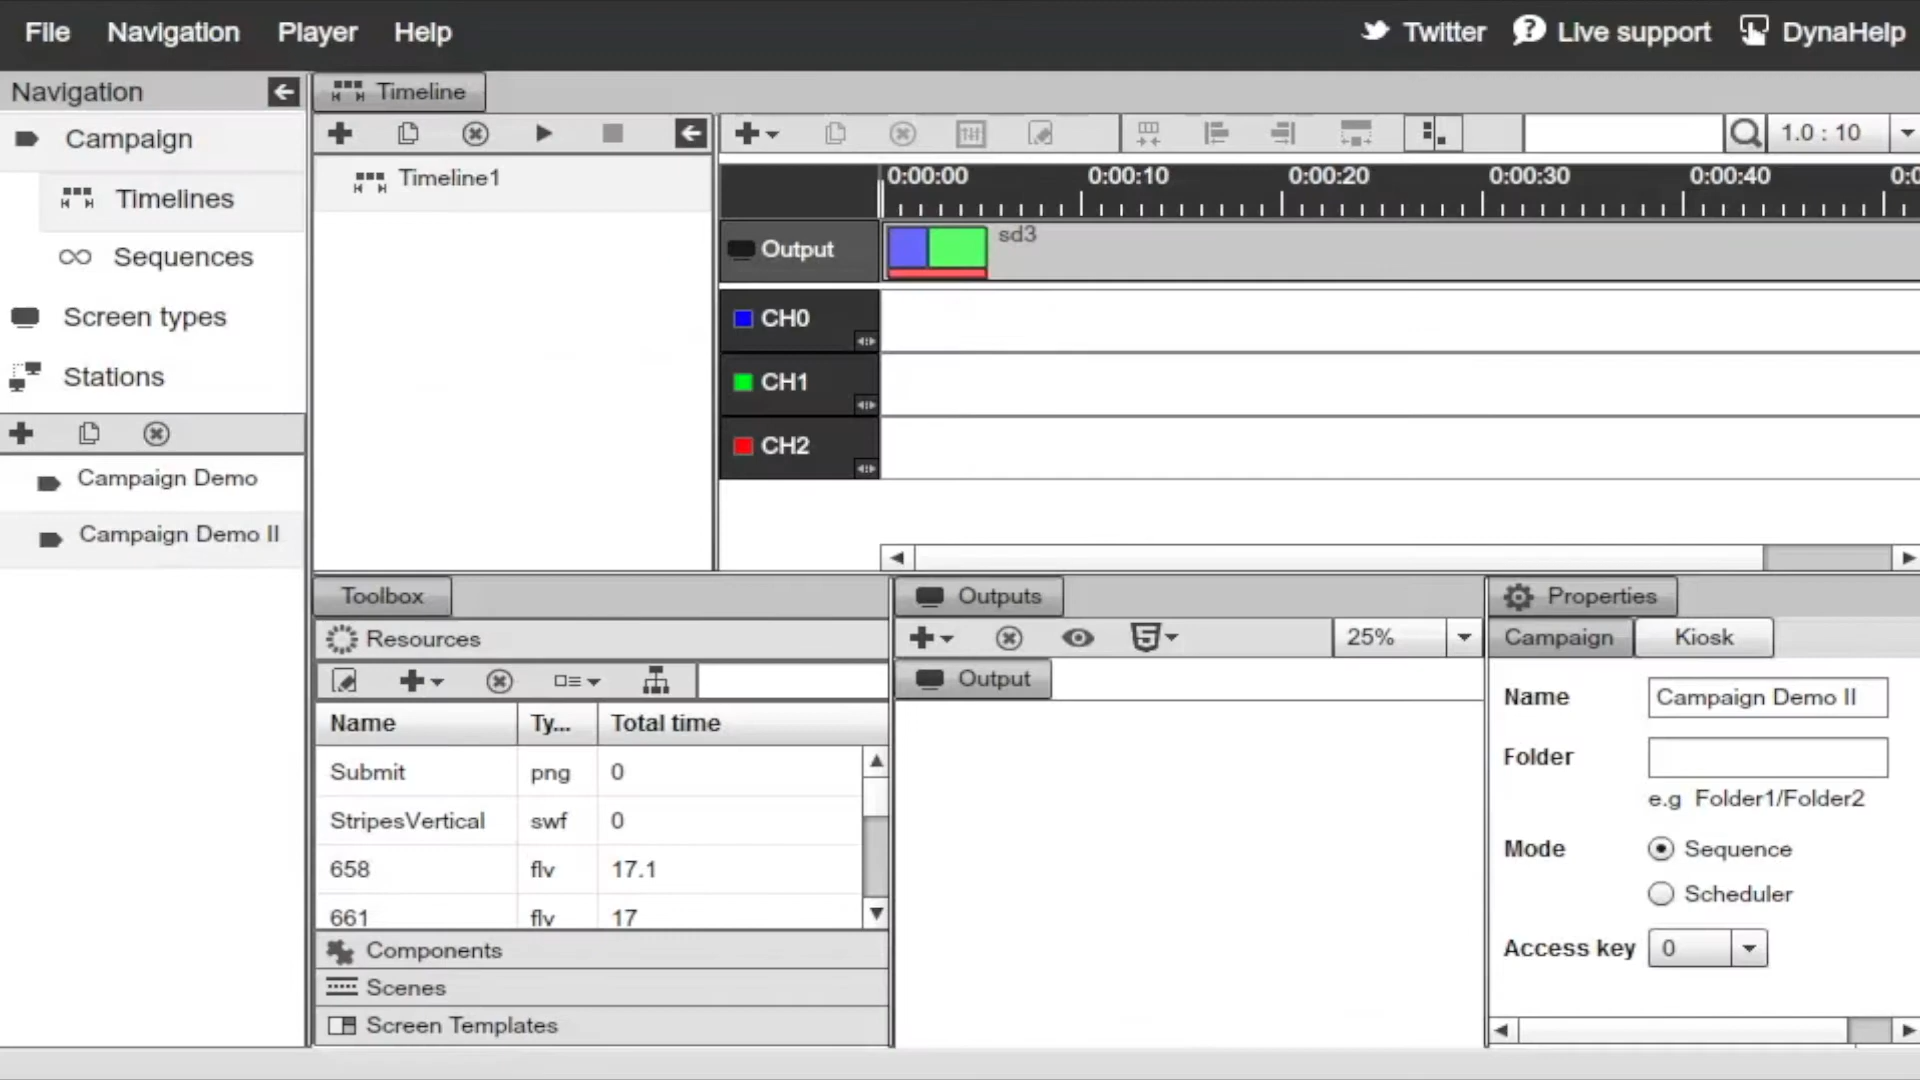 File Navigation Player Help Twitter Live support DynaHelp
Navigation
Campaign
Timelines
Sequences
Screen types
Stations
Campaign Demo
Campaign Demo II
Timeline
Timeline1
1.0 : 10
0:00:00 0:00:10 0:00:20 0:00:30 0:00:40
Output sd3
CH0
CH1
CH2
Toolbox
Resources
Name Ty... Total time
Submit png 0
StripesVertical swf 0
658 flv 17.1
661 flv 17
Components
Scenes
Screen Templates
Outputs
25%
Output
Properties
Campaign Kiosk
Name Campaign Demo II
Folder
e.g Folder1/Folder2
Mode Sequence
Scheduler
Access key 0